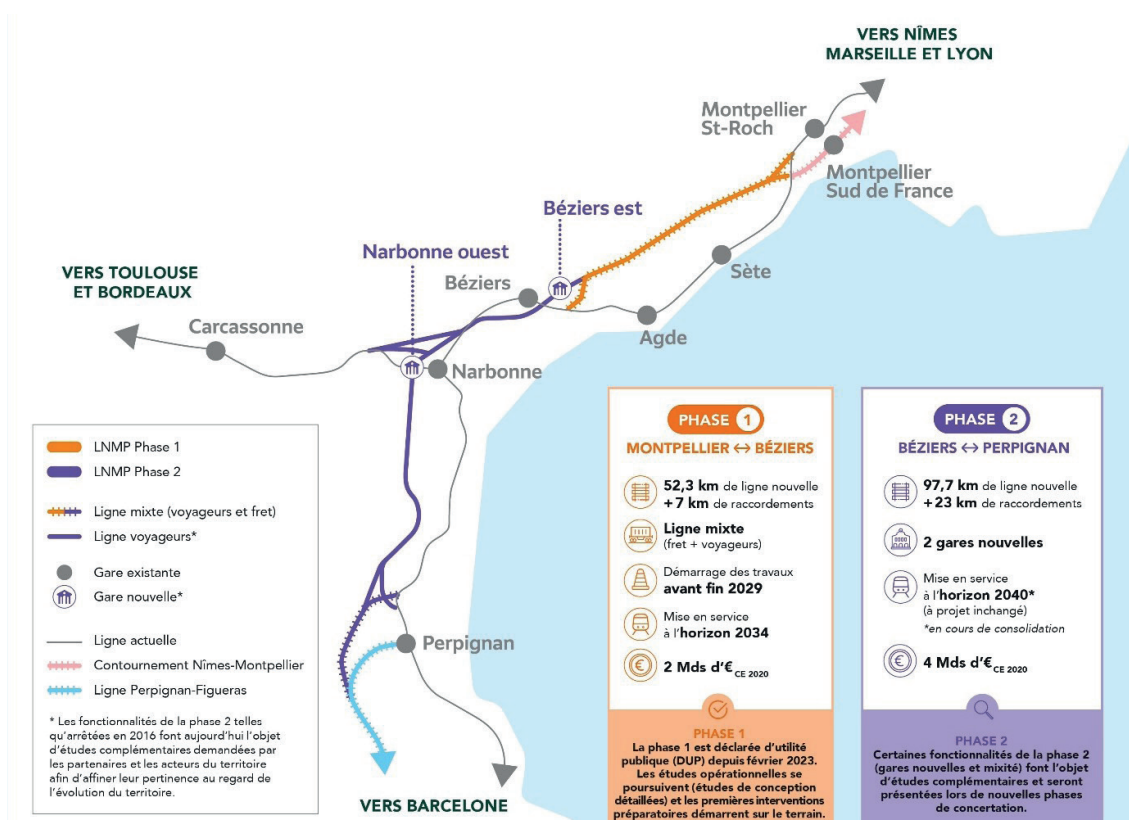 VERS NÎMES
MARSEILLE ET LYON
Montpellier
St-Roch
Montpellier
Sud de France
Béziers est
Narbonne ouest
Sète
Béziers
VERS TOULOUSE
ET BORDEAUX
Agde
Carcassonne
Narbonne
Perpignan
VERS BARCELONE
LNMP Phase 1
LNMP Phase 2
Ligne mixte (voyageurs et fret)
Ligne voyageurs*
Gare existante
Gare nouvelle*
Ligne actuelle
Contournement Nîmes-Montpellier
Ligne Perpignan-Figueras
* Les fonctionnalités de la phase 2 telles
qu'arrêtées en 2016 font aujourd'hui l'objet
d'études complémentaires demandées par
les partenaires et les acteurs du territoire
afin d'affiner leur pertinence au regard de
l'évolution du territoire.
PHASE 1
MONTPELLIER ↔ BÉZIERS
52,3 km de ligne nouvelle
+7 km de raccordements
Ligne mixte
(fret + voyageurs)
Démarrage des travaux
avant fin 2029
Mise en service
à l'horizon 2034
2 Mds d'€ CE 2020
PHASE 1
La phase 1 est déclarée d'utilité
publique (DUP) depuis février 2023.
Les études opérationnelles se
poursuivent (études de conception
détaillées) et les premières interventions
préparatoires démarrent sur le terrain.
PHASE 2
BÉZIERS ↔ PERPIGNAN
97,7 km de ligne nouvelle
+23 km de raccordements
2 gares nouvelles
Mise en service
à l'horizon 2040*
(à projet inchangé)
*en cours de consolidation
4 Mds d'€ CE 2020
PHASE 2
Certaines fonctionnalités de la phase 2
(gares nouvelles et mixité) font l'objet
d'études complémentaires et seront
présentées lors de nouvelles phases
de concertation.